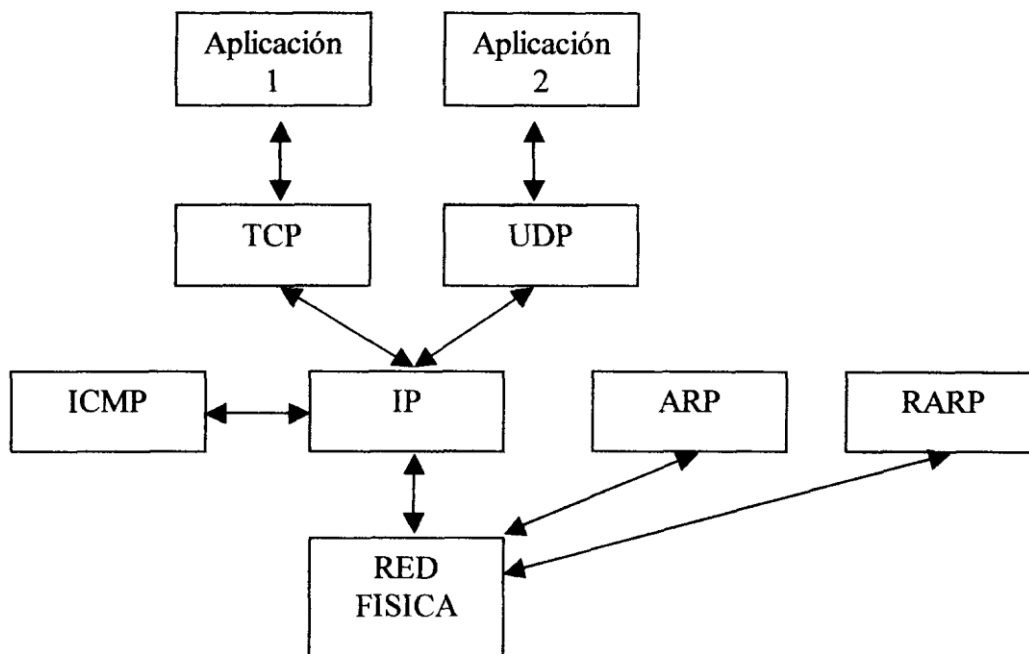 Aplicación
1
Aplicación
2
TCP
UDP
ICMP
IP
ARP
RARP
RED
FISICA